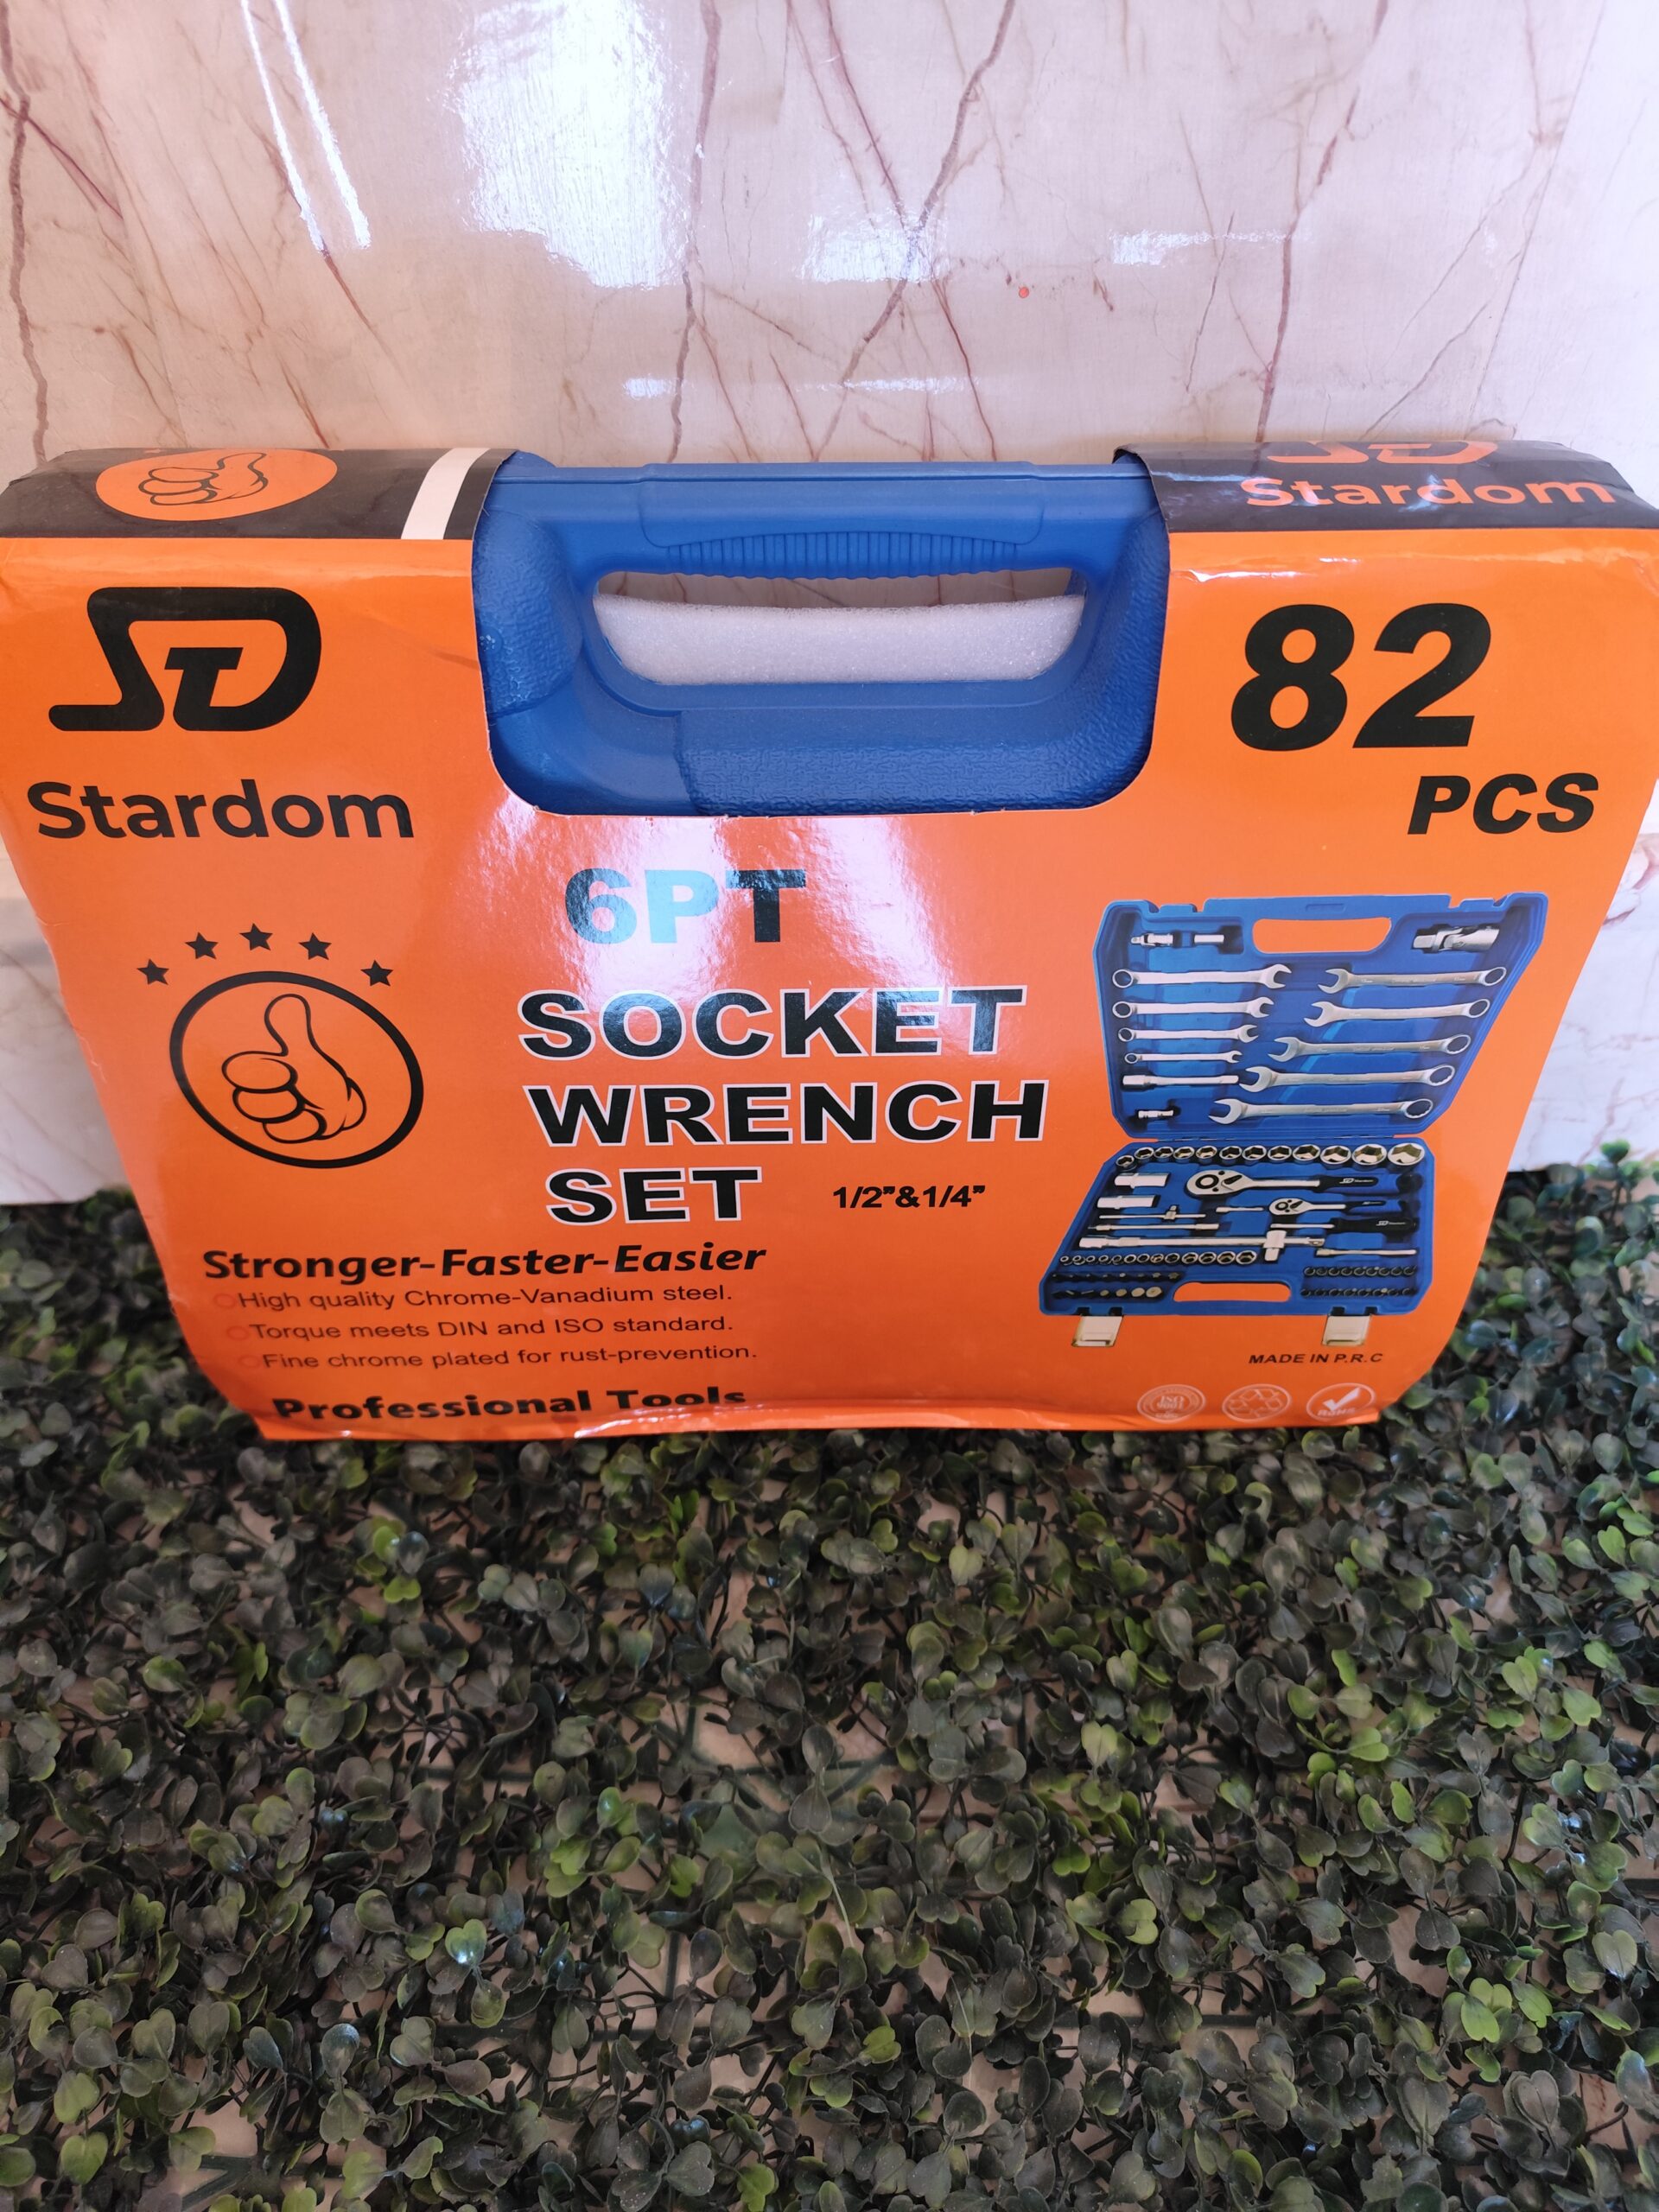 Stardom
SD
Stardom
82
PCS
6PT
SOCKET
WRENCH
SET 1/2"&1/4"
Stronger-Faster-Easier
High quality Chrome-Vanadium steel.
Torque meets DIN and ISO standard.
Fine chrome plated for rust-prevention.
Professional Tools
MADE IN P.R.C
RoHS